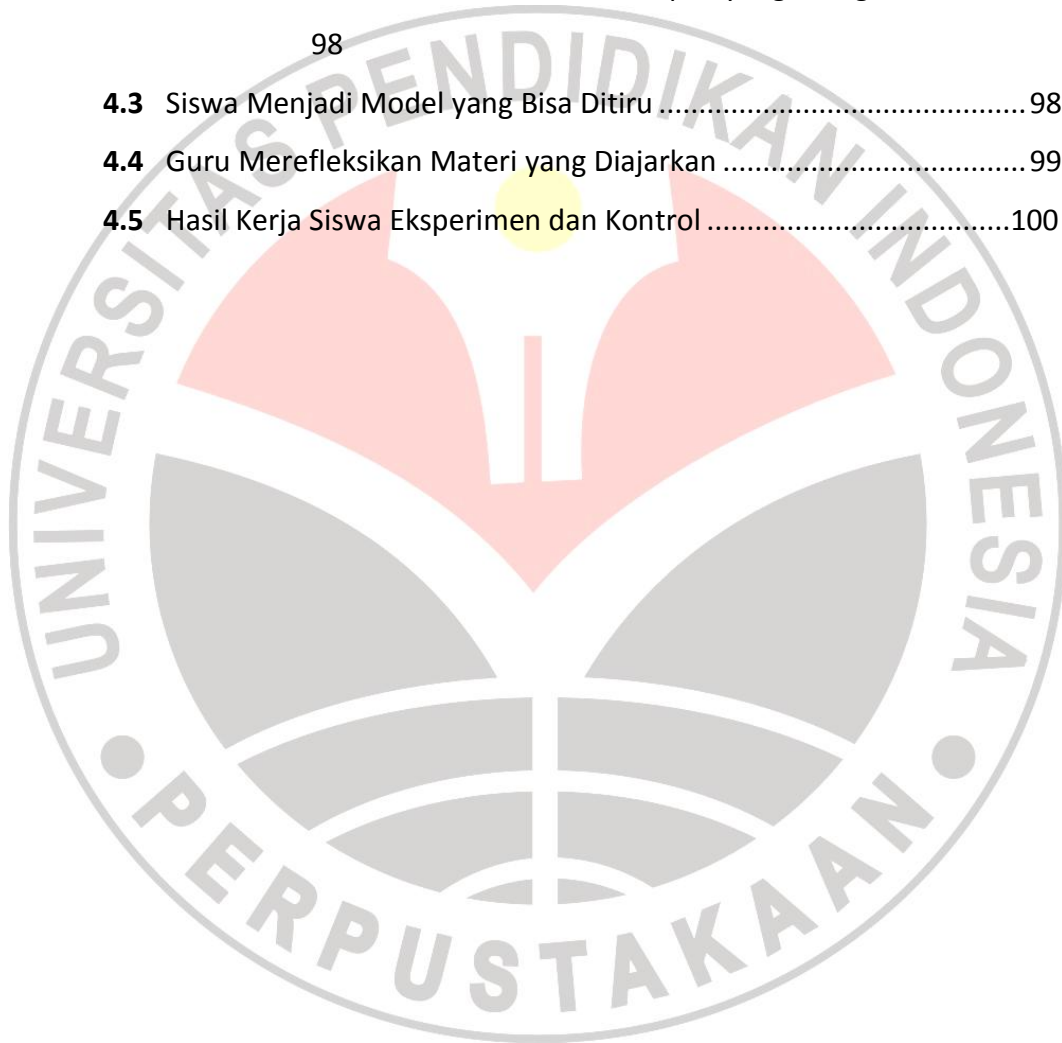 98
4.3 Siswa Menjadi Model yang Bisa Ditiru ........................................ 98
4.4 Guru Merefleksikan Materi yang Diajarkan ................................. 99
4.5 Hasil Kerja Siswa Eksperimen dan Kontrol ..................................100
UNIVERSITAS PENDIDIKAN INDONESIA
PERPUSTAKAAN